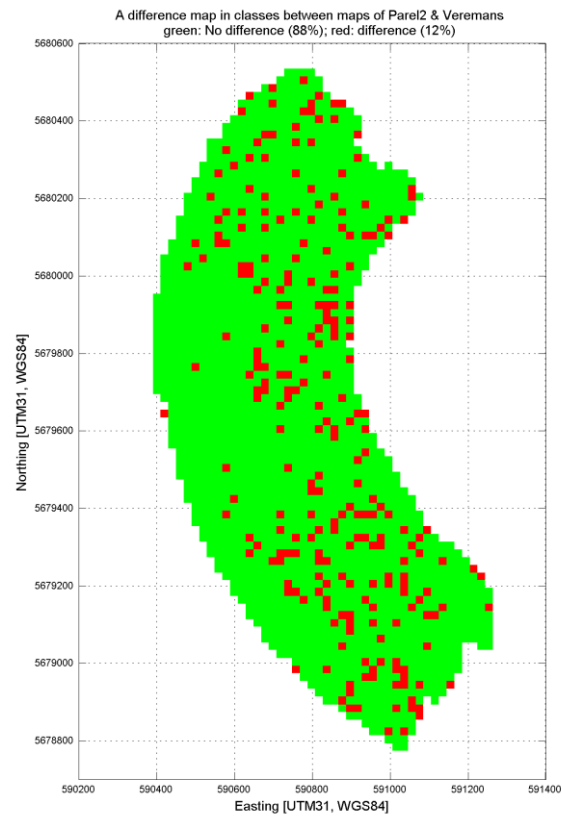 A difference map in classes between maps of Parel2 & Veremans
green: No difference (88%); red: difference (12%)
5680600
5680400
5680200
5680000
5679800
5679600
5679400
5679200
5679000
5678800
Northing [UTM31, WGS84]
590200 590400 590600 590800 591000 591200 591400
Easting [UTM31, WGS84]